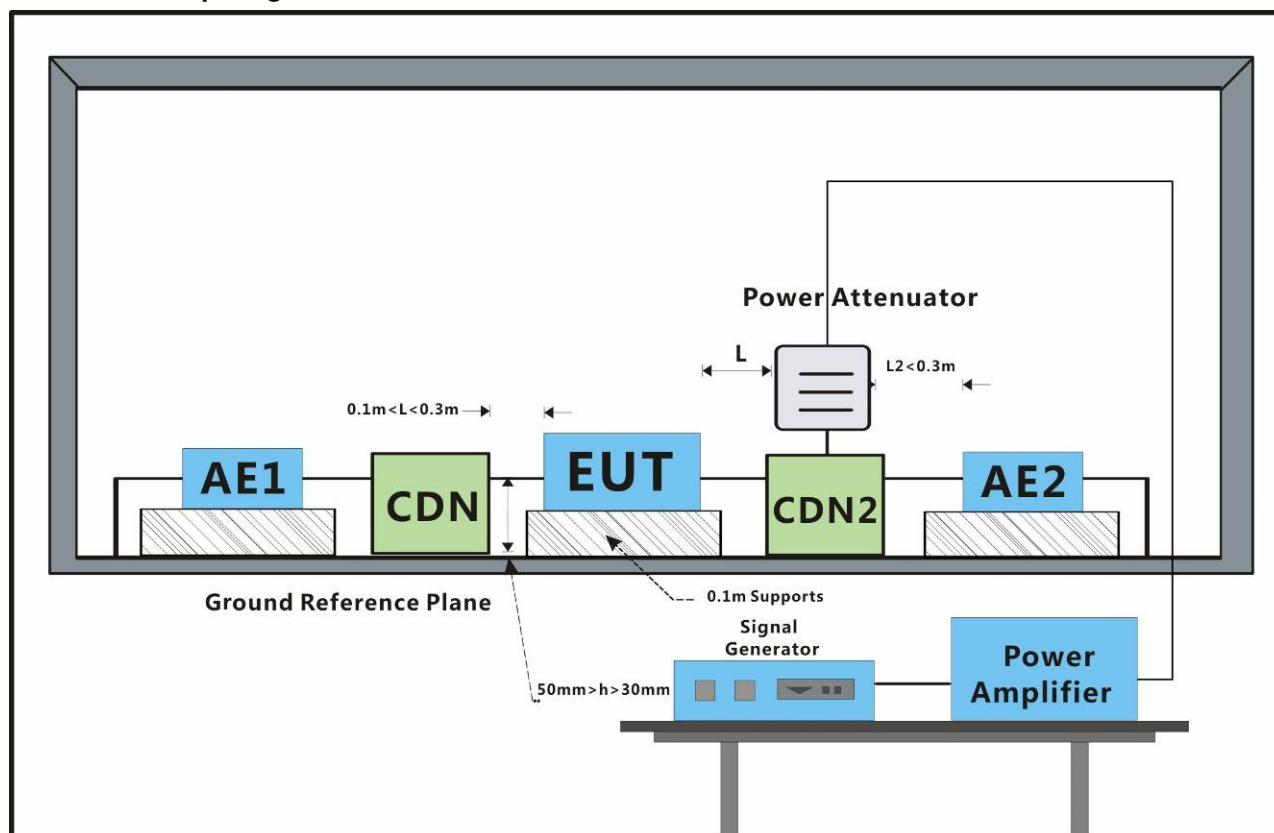 Power Attenuator
L
L2<0.3m
0.1m<L<0.3m
AE1
CDN
EUT
CDN2
AE2
Ground Reference Plane
0.1m Supports
Signal
Generator
50mm>h>30mm
Power
Amplifier